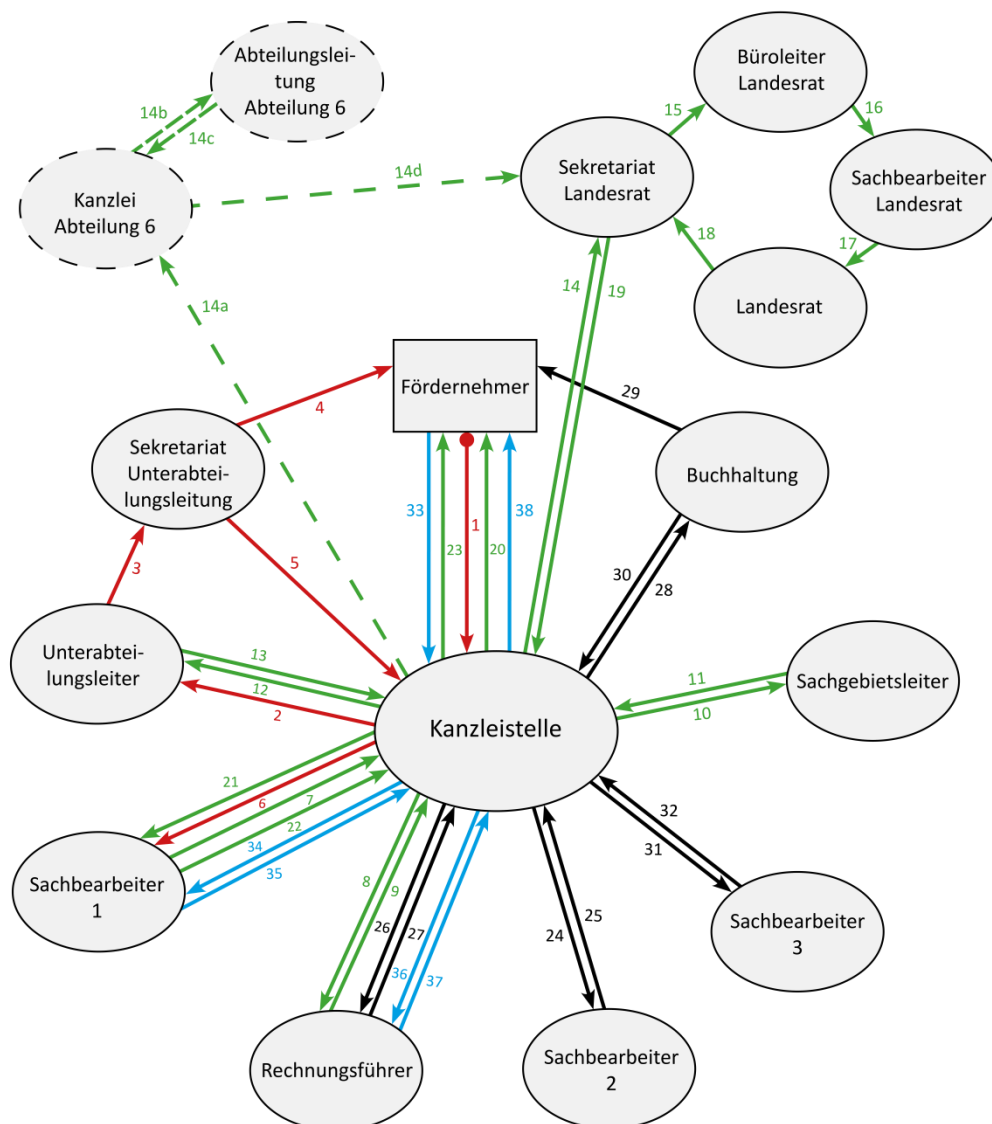 Abteilungslei-
tung
Abteilung 6
Büroleiter
Landesrat
14b
14c
15
16
14d
Sekretariat
Landesrat
Sachbearbeiter
Landesrat
Kanzlei
Abteilung 6
18
17
14
19
14a
Landesrat
Fördernehmer
29
4
Sekretariat
Unterabtei-
lungsleitung
Buchhaltung
33
23
1
20
38
3
5
30
28
Unterabtei-
lungsleiter
13
12
2
11
10
Sachgebietsleiter
Kanzleistelle
21
6
7
22
34
35
32
31
Sachbearbeiter
1
8
9
26
27
36
37
24
25
Sachbearbeiter
3
Rechnungsführer
Sachbearbeiter
2